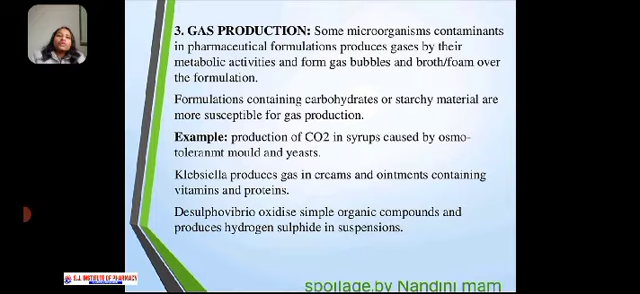 3. GAS PRODUCTION: Some microorganisms contaminants
in pharmaceutical formulations produces gases by their
metabolic activities and form gas bubbles and broth/foam over
the formulation.
Formulations containing carbohydrates or starchy material are
more susceptible for gas production.
Example: production of CO2 in syrups caused by osmo-
toleranmt mould and yeasts.
Klebsiella produces gas in creams and ointments containing
vitamins and proteins.
Desulphovibrio oxidise simple organic compounds and
produces hydrogen sulphide in suspensions.
INSTITUTE OF PHARMACY
spoilage.by Nandini mam